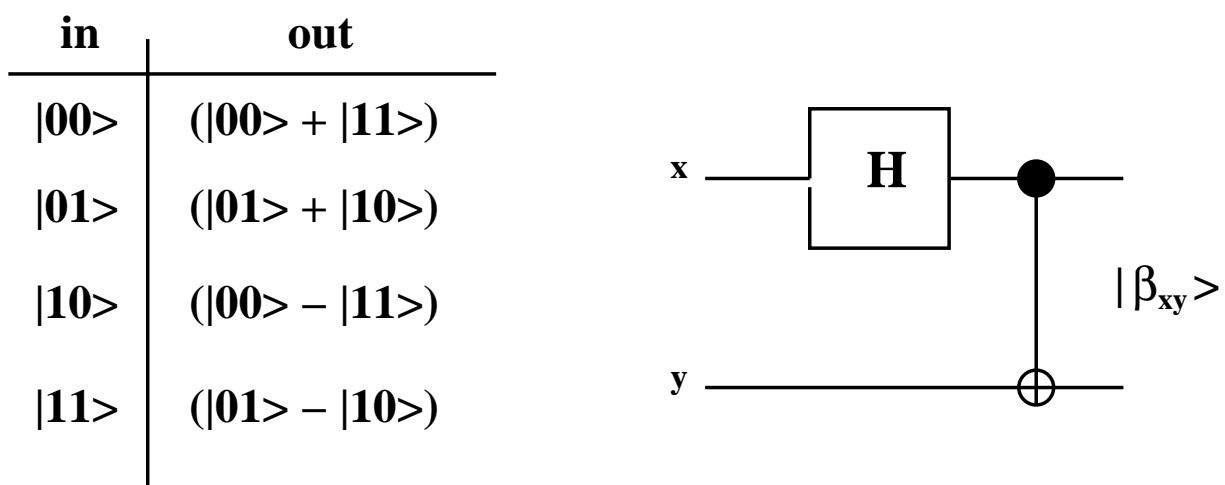 in out
|00> (|00> + |11>)
|01> (|01> + |10>)
|10> (|00> − |11>)
|11> (|01> − |10>)
x H
|β_xy>
y